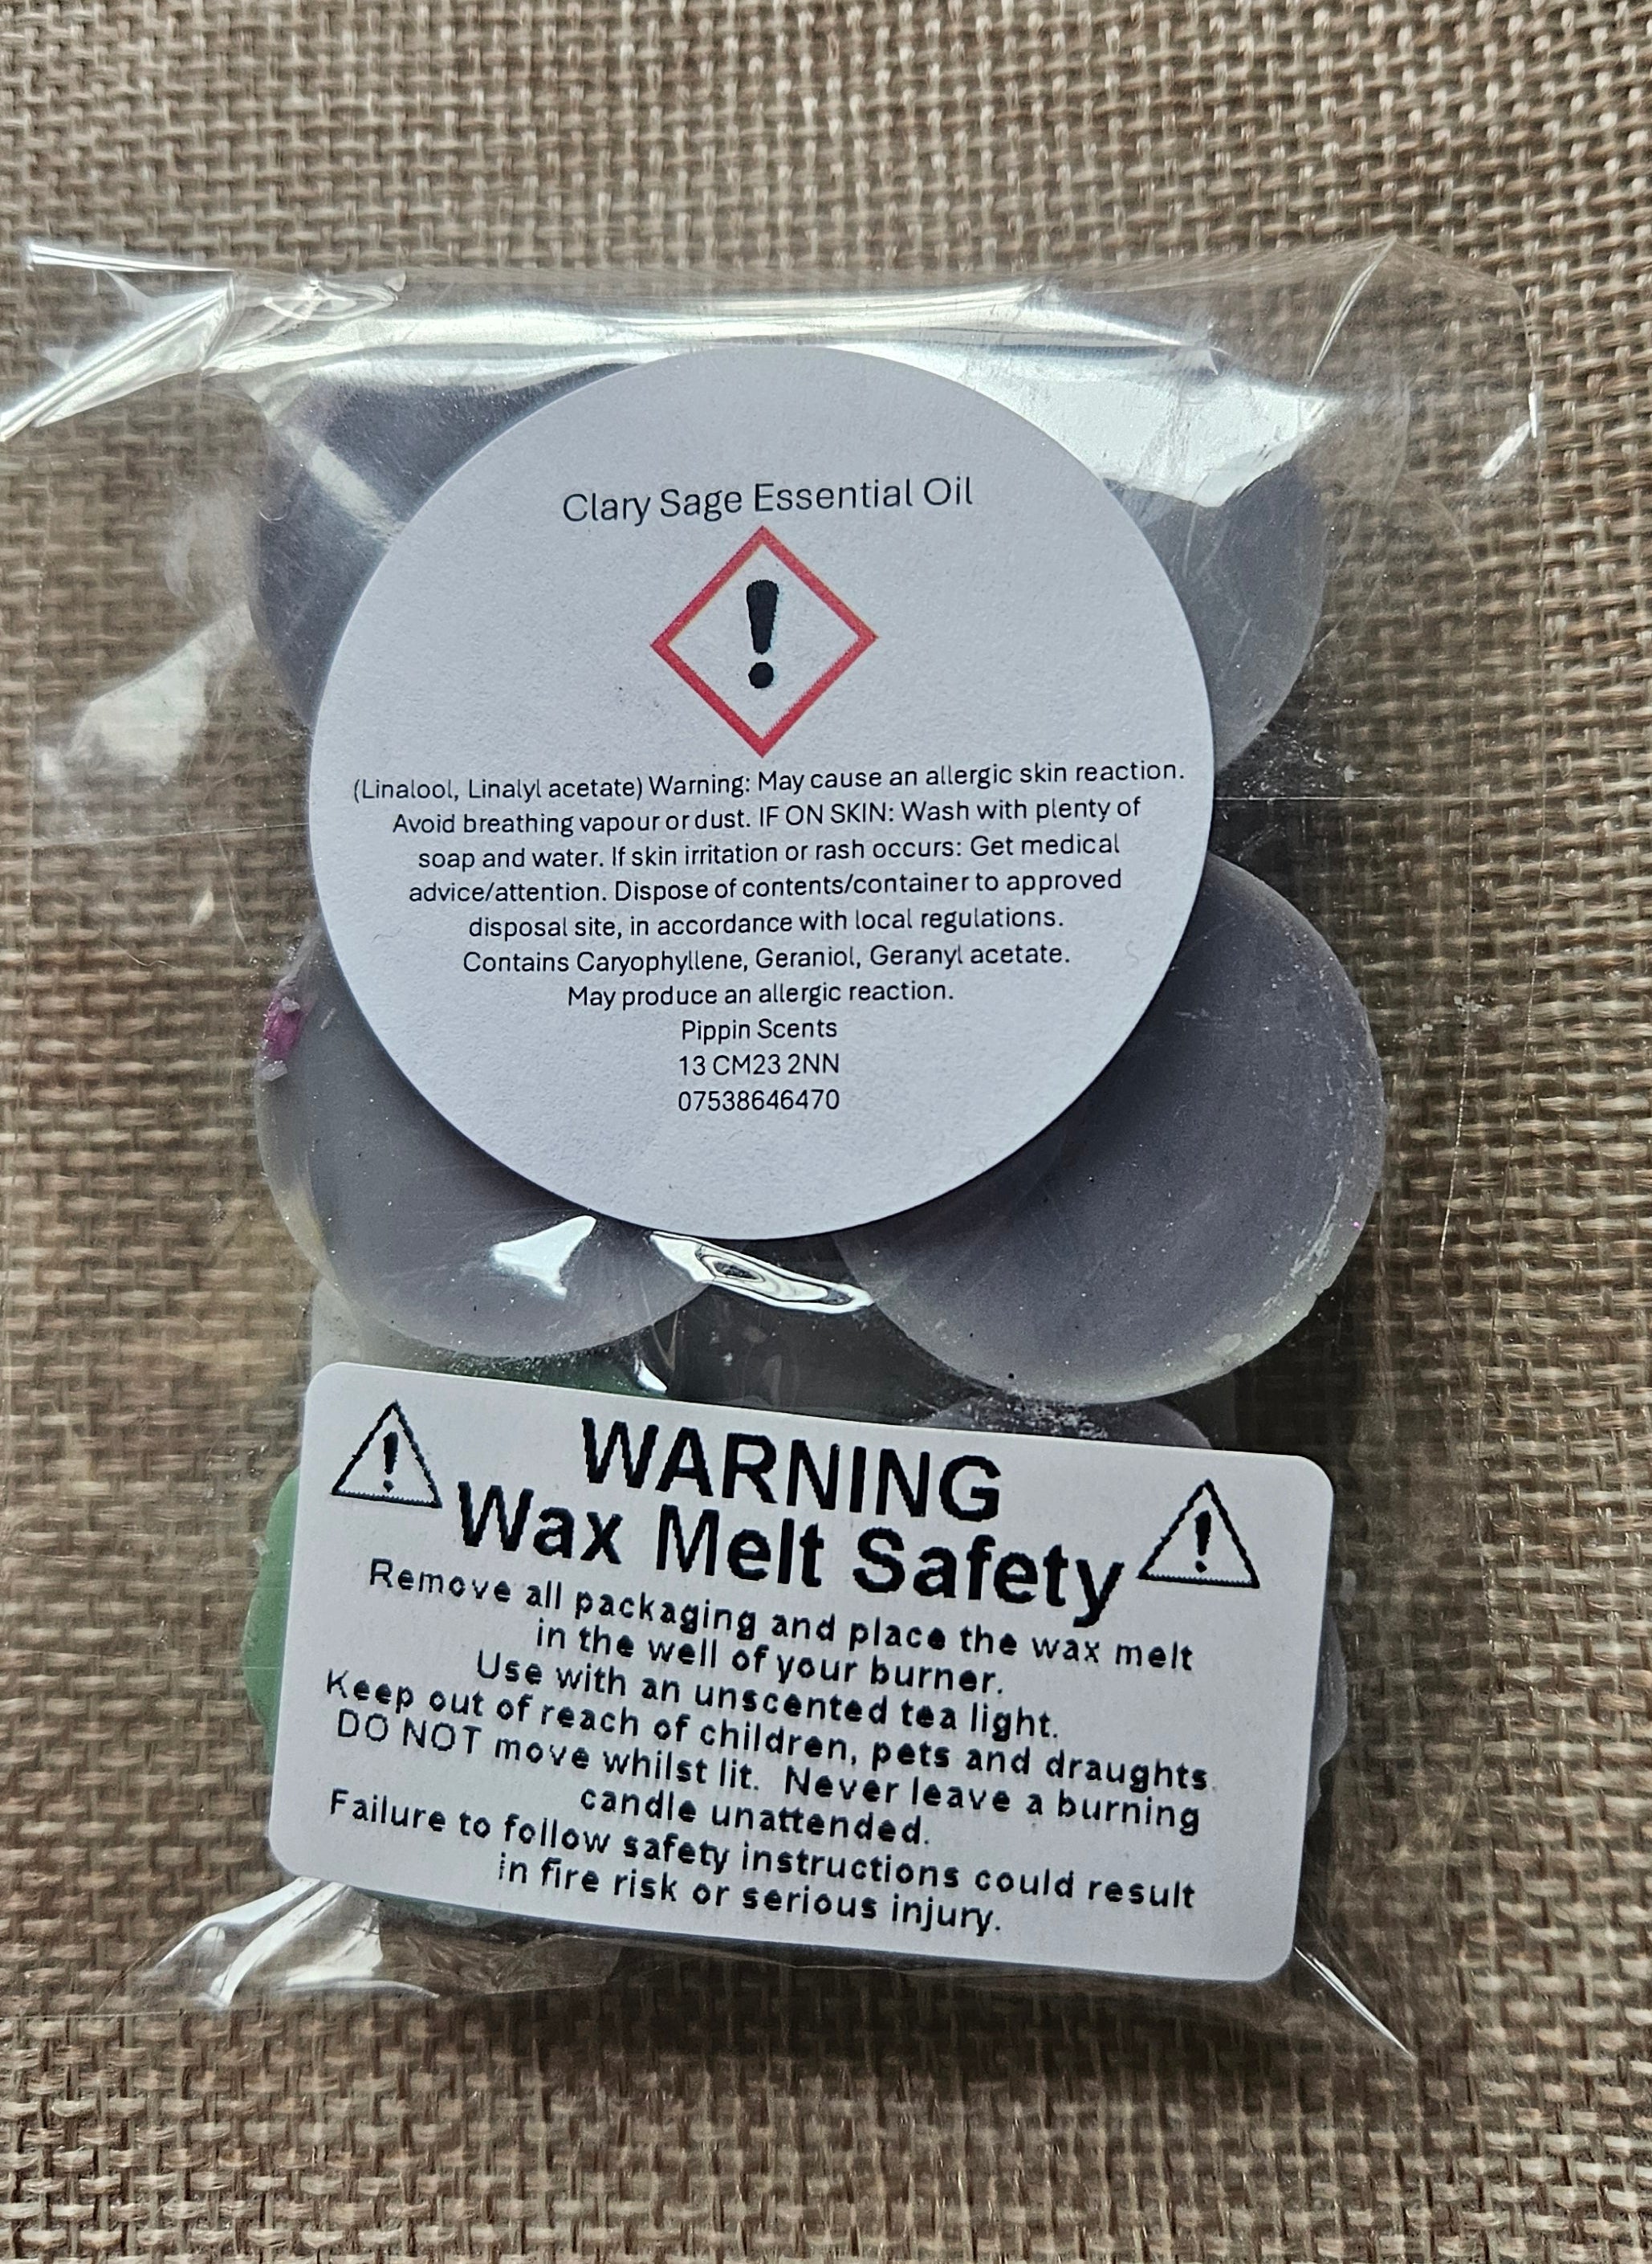 Clary Sage Essential Oil
(Linalool, Linalyl acetate) Warning: May cause an allergic skin reaction.
Avoid breathing vapour or dust. IF ON SKIN: Wash with plenty of
soap and water. If skin irritation or rash occurs: Get medical
advice/attention. Dispose of contents/container to approved
disposal site, in accordance with local regulations.
Contains Caryophyllene, Geraniol, Geranyl acetate.
May produce an allergic reaction.
Pippin Scents
13 CM23 2NN
07538646470
WARNING
Wax Melt Safety
Remove all packaging and place the wax melt
in the well of your burner.
Use with an unscented tea light.
Keep out of reach of children, pets and draughts.
DO NOT move whilst lit. Never leave a burning
candle unattended.
Failure to follow safety instructions could result
in fire risk or serious injury.